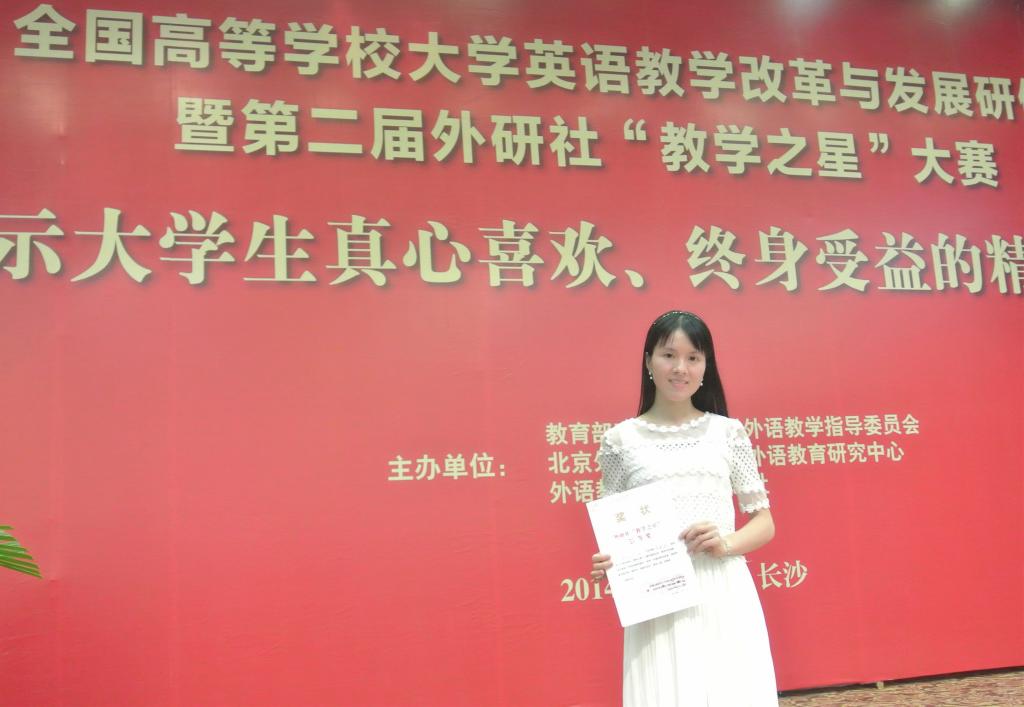 全国高等学校大学英语教学改革与发展研
暨第二届外研社“教学之星”大赛
示大学生真心喜欢、终身受益的精
主办单位：
教育部 外语教学指导委员会
北京外 外语教育研究中心
外语教 社
2014 长沙
奖状